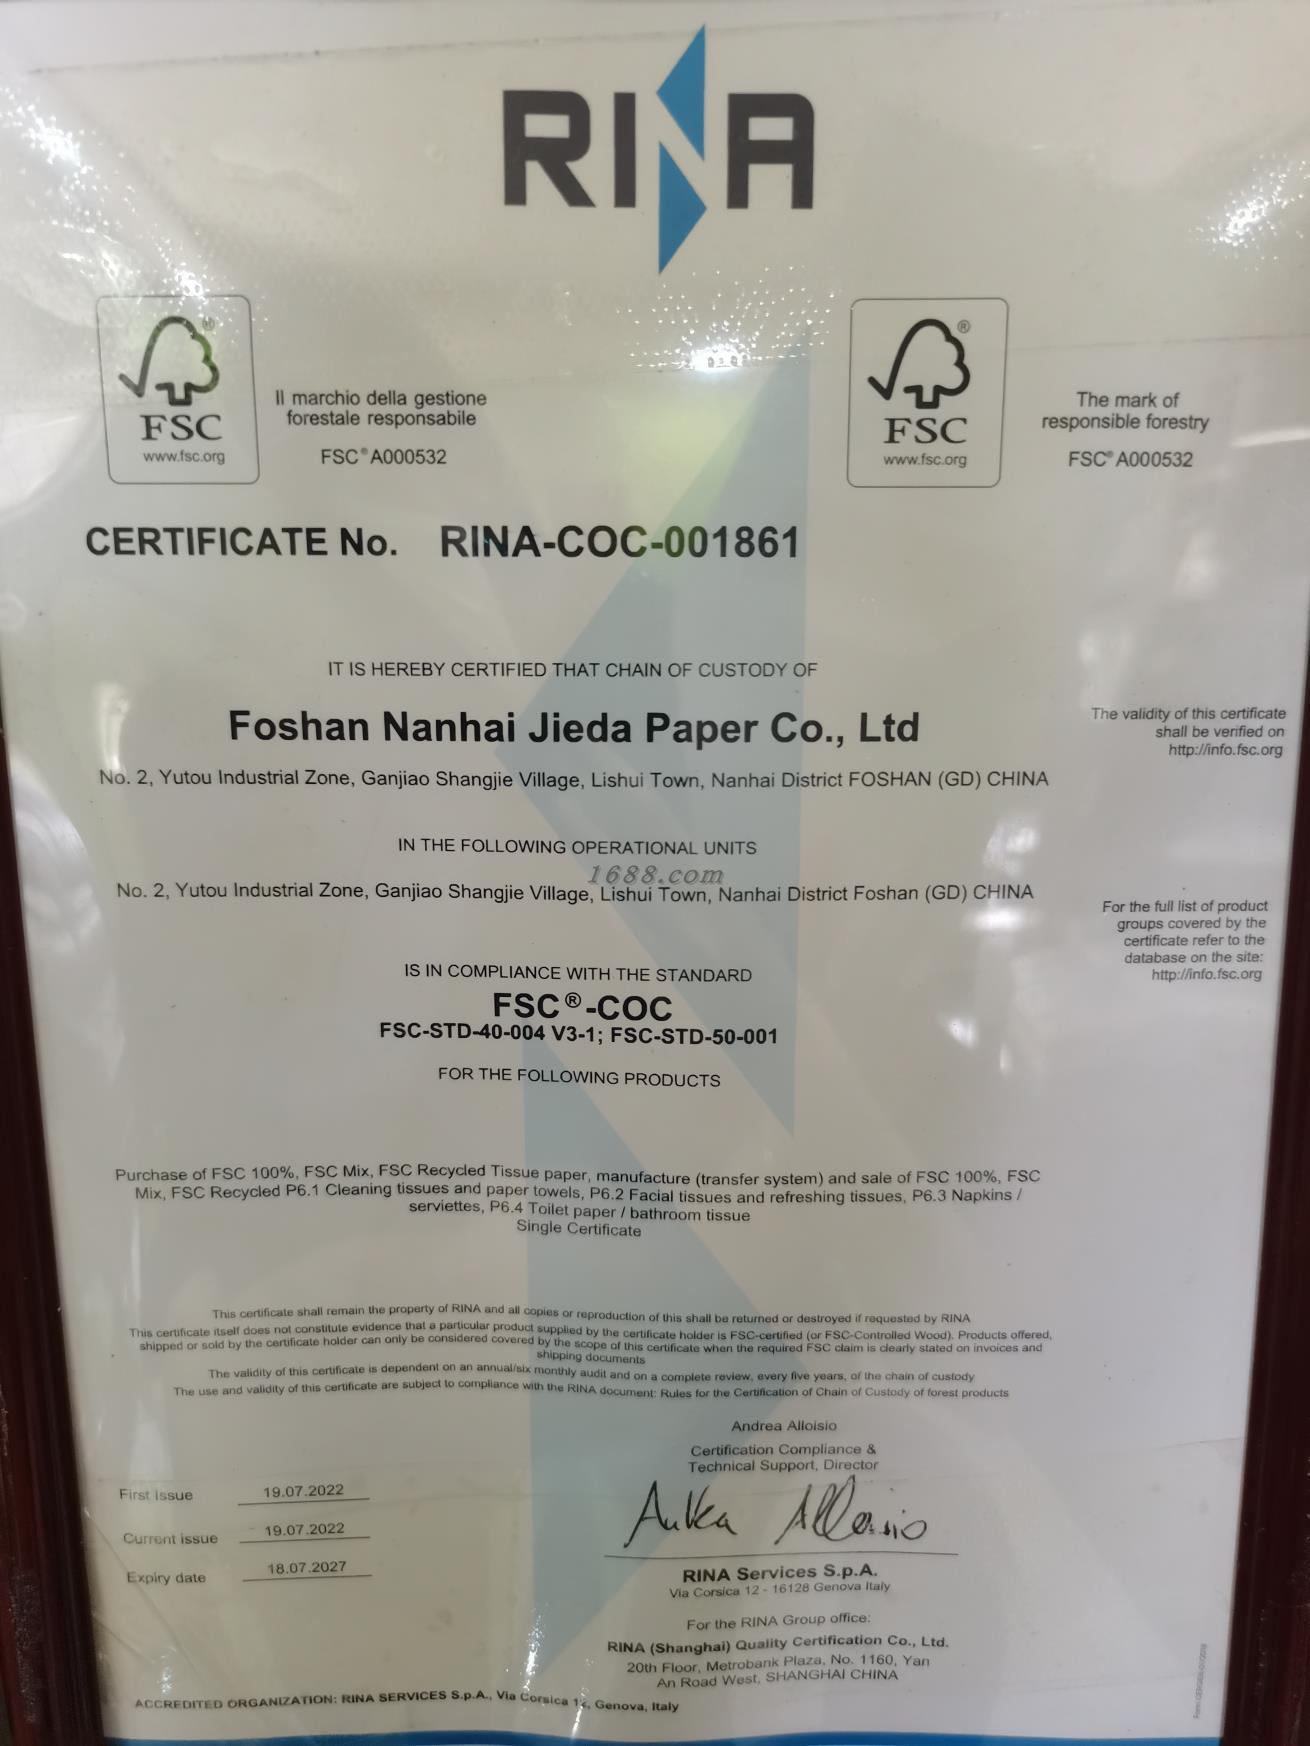 RINA
FSC
www.fsc.org
Il marchio della gestione
forestale responsabile
FSC® A000532
FSC
www.fsc.org
The mark of
responsible forestry
FSC® A000532
CERTIFICATE No. RINA-COC-001861
IT IS HEREBY CERTIFIED THAT CHAIN OF CUSTODY OF
Foshan Nanhai Jieda Paper Co., Ltd
No. 2, Yutou Industrial Zone, Ganjiao Shangjie Village, Lishui Town, Nanhai District FOSHAN (GD) CHINA
The validity of this certificate
shall be verified on
http://info.fsc.org
IN THE FOLLOWING OPERATIONAL UNITS
1688.com
No. 2, Yutou Industrial Zone, Ganjiao Shangjie Village, Lishui Town, Nanhai District Foshan (GD) CHINA
For the full list of product
groups covered by the
certificate refer to the
database on the site:
http://info.fsc.org
IS IN COMPLIANCE WITH THE STANDARD
FSC®-COC
FSC-STD-40-004 V3-1; FSC-STD-50-001
FOR THE FOLLOWING PRODUCTS
Purchase of FSC 100%, FSC Mix, FSC Recycled Tissue paper, manufacture (transfer system) and sale of FSC 100%, FSC
Mix, FSC Recycled P6.1 Cleaning tissues and paper towels, P6.2 Facial tissues and refreshing tissues, P6.3 Napkins /
serviettes, P6.4 Toilet paper / bathroom tissue
Single Certificate
This certificate shall remain the property of RINA and all copies or reproduction of this shall be returned or destroyed if requested by RINA
This certificate itself does not constitute evidence that a particular product supplied by the certificate holder is FSC-certified (or FSC-Controlled Wood). Products offered,
shipped or sold by the certificate holder can only be considered covered by the scope of this certificate when the required FSC claim is clearly stated on invoices and
shipping documents
The validity of this certificate is dependent on an annual/six monthly audit and on a complete review, every five years, of the chain of custody
The use and validity of this certificate are subject to compliance with the RINA document: Rules for the Certification of Chain of Custody of forest products
Andrea Alloisio
Certification Compliance &
Technical Support, Director
First Issue 19.07.2022
Current issue 19.07.2022
Expiry date 18.07.2027
RINA Services S.p.A.
Via Corsica 12 - 16128 Genova Italy
For the RINA Group office:
RINA (Shanghai) Quality Certification Co., Ltd.
20th Floor, Metrobank Plaza, No. 1160, Yan
An Road West, SHANGHAI CHINA
ACCREDITED ORGANIZATION: RINA SERVICES S.p.A., Via Corsica 12, Genova, Italy